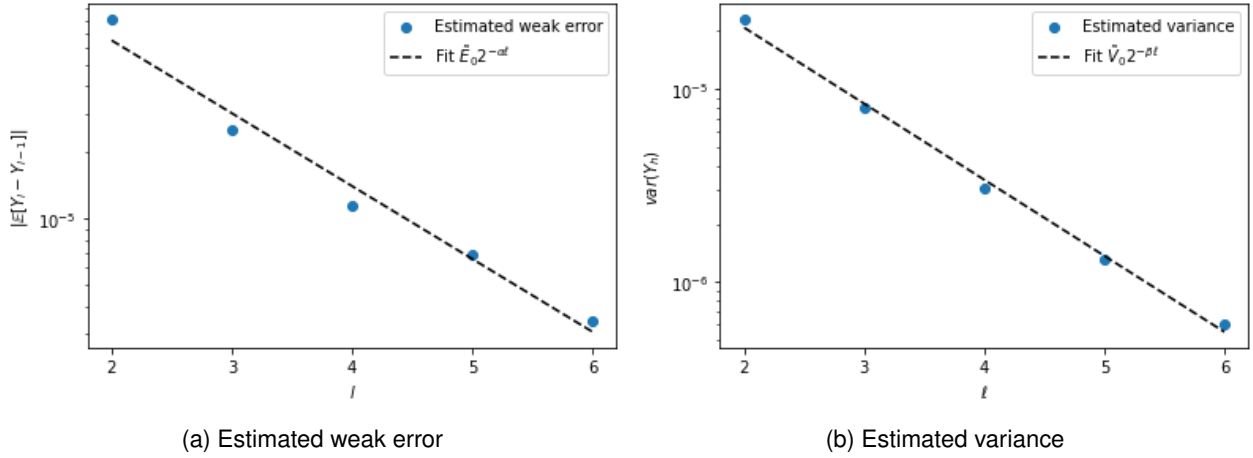 Estimated weak error
Fit Ẽ₀2^{-αℓ}
|𝔼[Y_l − Y_{l−1}]|
10⁻⁵
2 3 4 5 6
l
(a) Estimated weak error
Estimated variance
Fit Ṽ₀2^{-βℓ}
var(Y_h)
10⁻⁵
10⁻⁶
2 3 4 5 6
ℓ
(b) Estimated variance